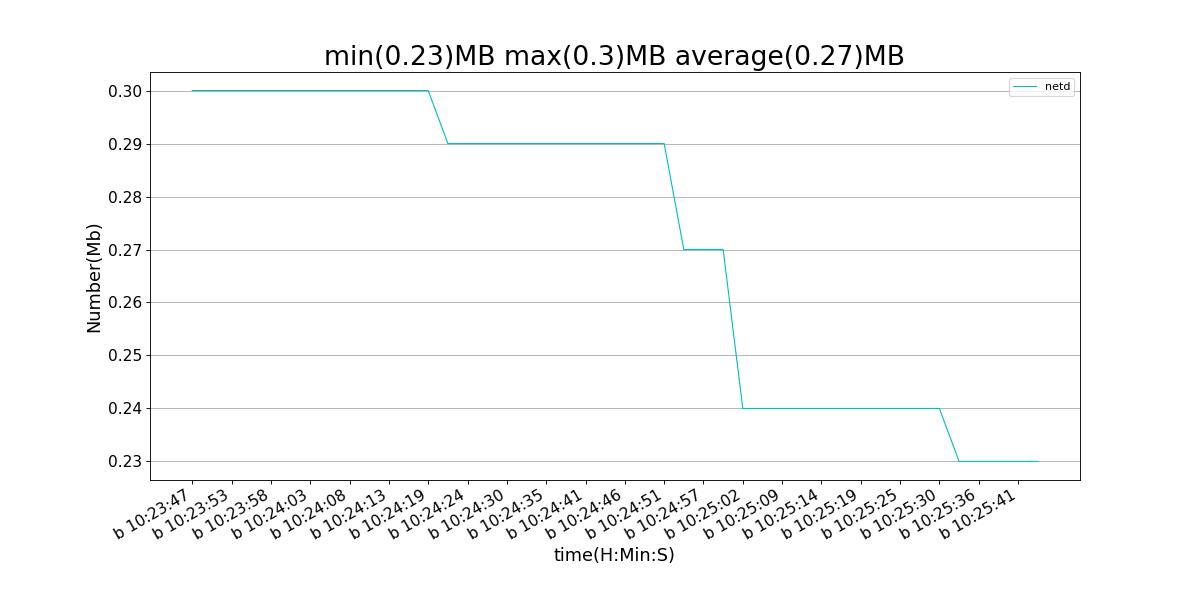 min(0.23)MB max(0.3)MB average(0.27)MB
netd
0.30
0.29
0.28
0.27
0.26
0.25
0.24
0.23
Number(Mb)
b 10:23:47
b 10:23:53
b 10:23:58
b 10:24:03
b 10:24:08
b 10:24:13
b 10:24:19
b 10:24:24
b 10:24:30
b 10:24:35
b 10:24:41
b 10:24:46
b 10:24:51
b 10:24:57
b 10:25:02
b 10:25:09
b 10:25:14
b 10:25:19
b 10:25:25
b 10:25:30
b 10:25:36
b 10:25:41
time(H:Min:S)